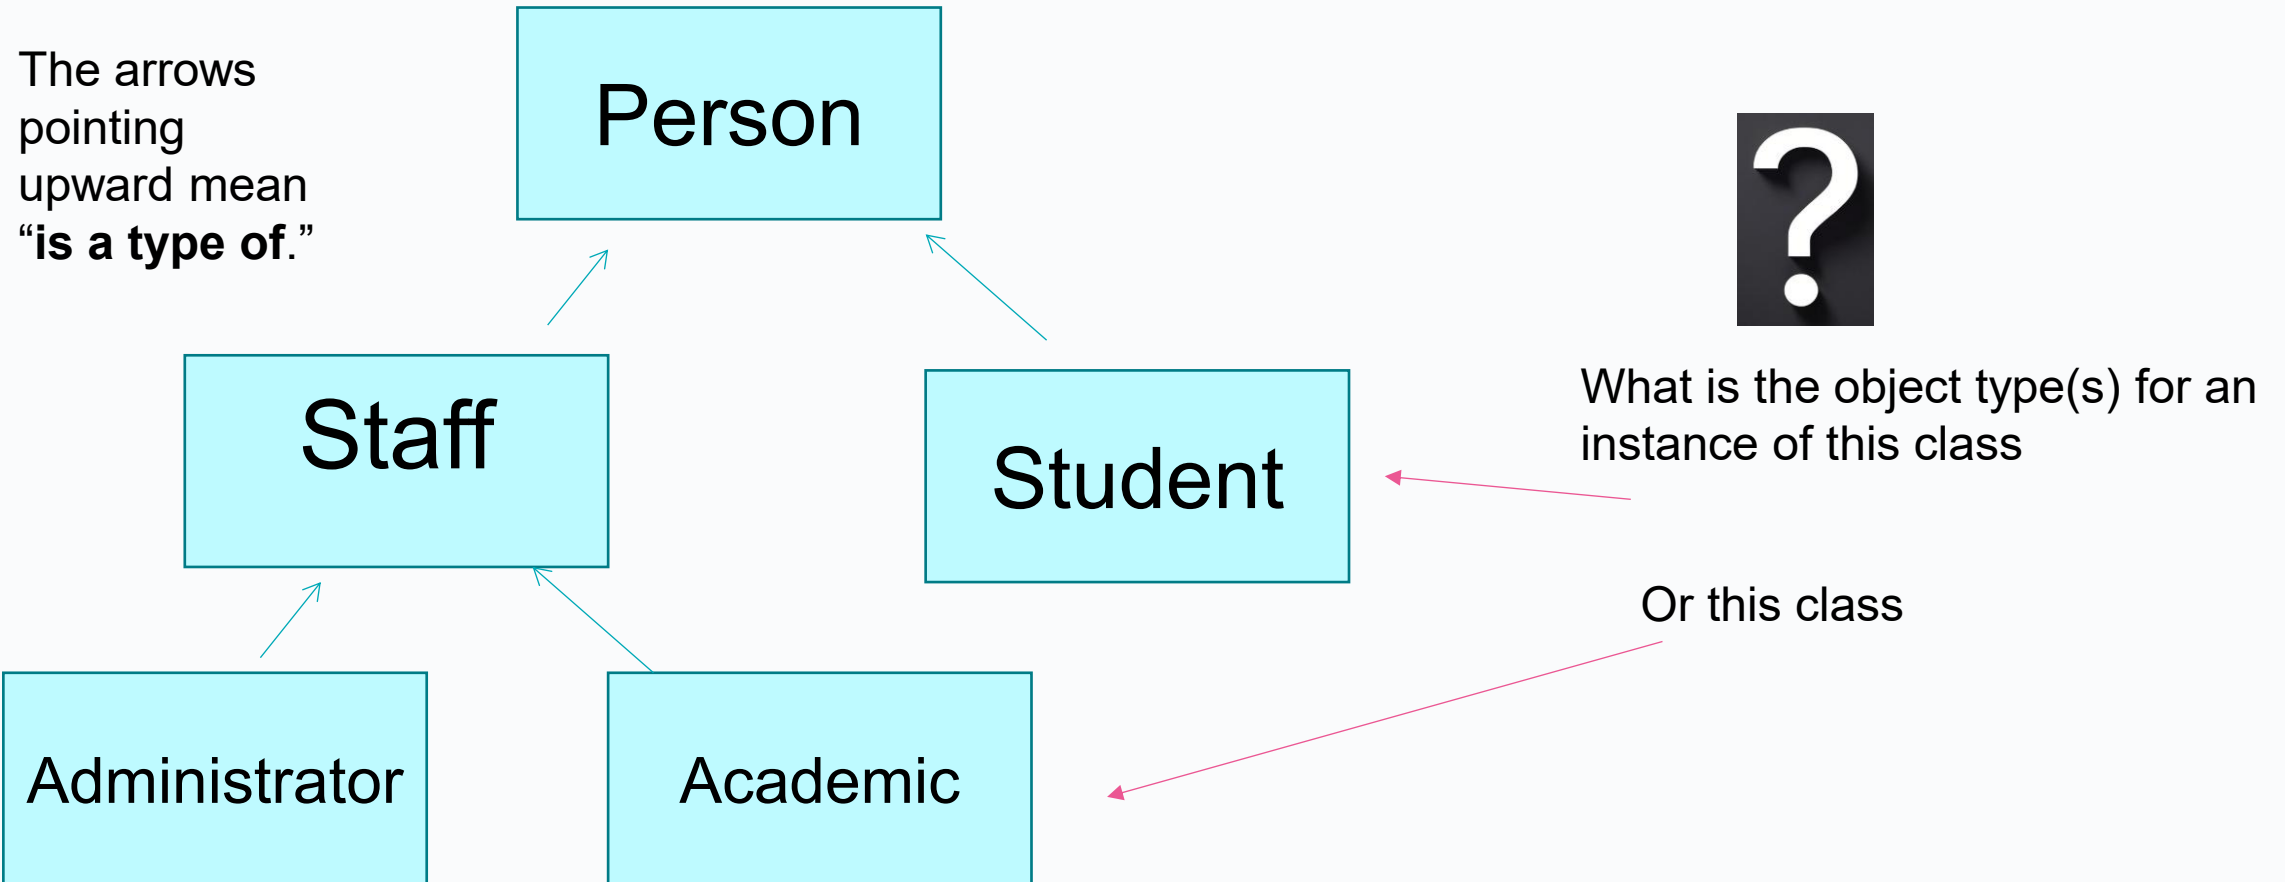 The arrows
pointing
upward mean
“is a type of.”
Person
?
Staff
Student
What is the object type(s) for an
instance of this class
Or this class
Administrator
Academic